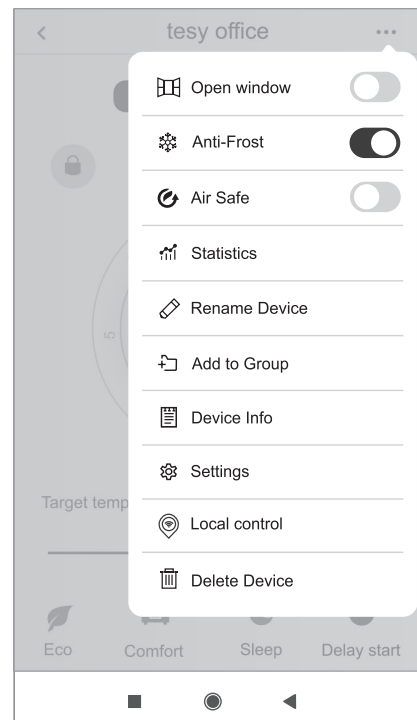 tesy office
Open window
Anti-Frost
Air Safe
Statistics
Rename Device
5
Add to Group
Device Info
Settings
Target temp
Local control
Delete Device
Eco Comfort Sleep Delay start